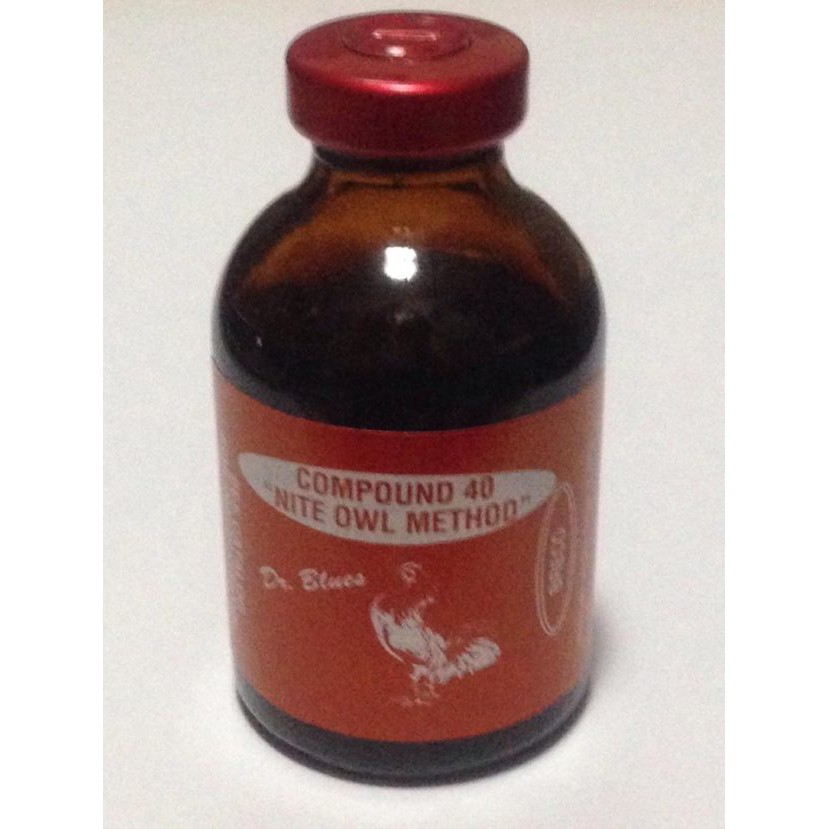 COMPOUND 40
"NITE OWL METHOD"
Dr. Blues